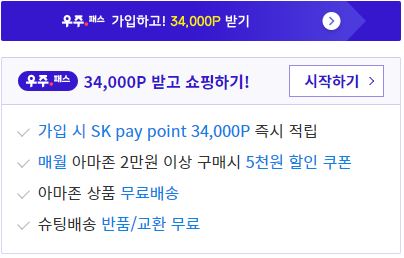 우주패스 가입하고! 34,000P 받기
우주패스 34,000P 받고 쇼핑하기!
시작하기
가입 시 SK pay point 34,000P 즉시 적립
매월 아마존 2만원 이상 구매시 5천원 할인 쿠폰
아마존 상품 무료배송
슈팅배송 반품/교환 무료